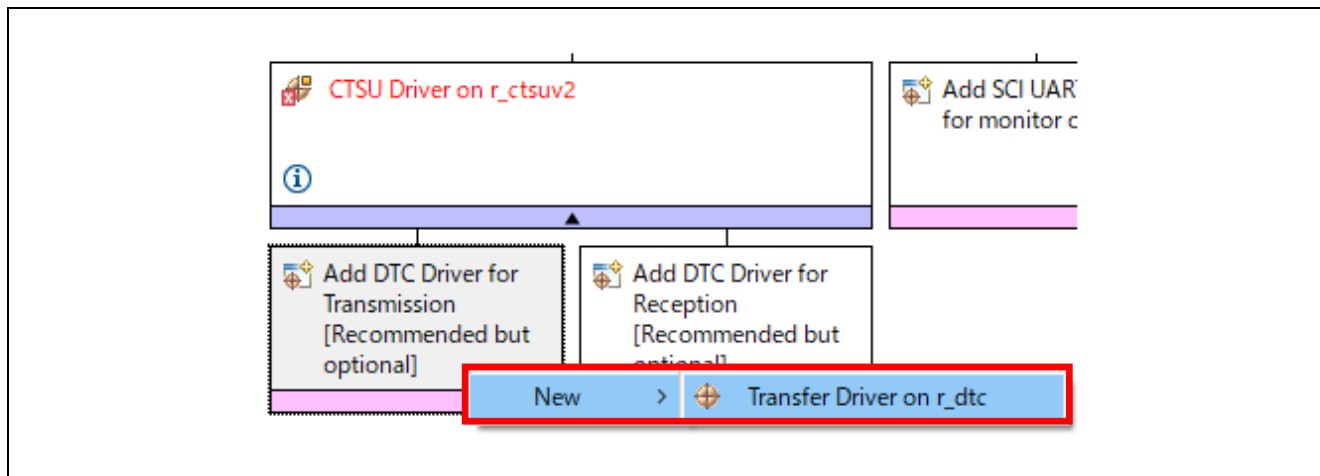 CTSU Driver on r_ctsuv2
Add SCI UAR
for monitor c
Add DTC Driver for
Transmission
[Recommended but
optional]
Add DTC Driver for
Reception
[Recommended but
optional]
New > Transfer Driver on r_dtc